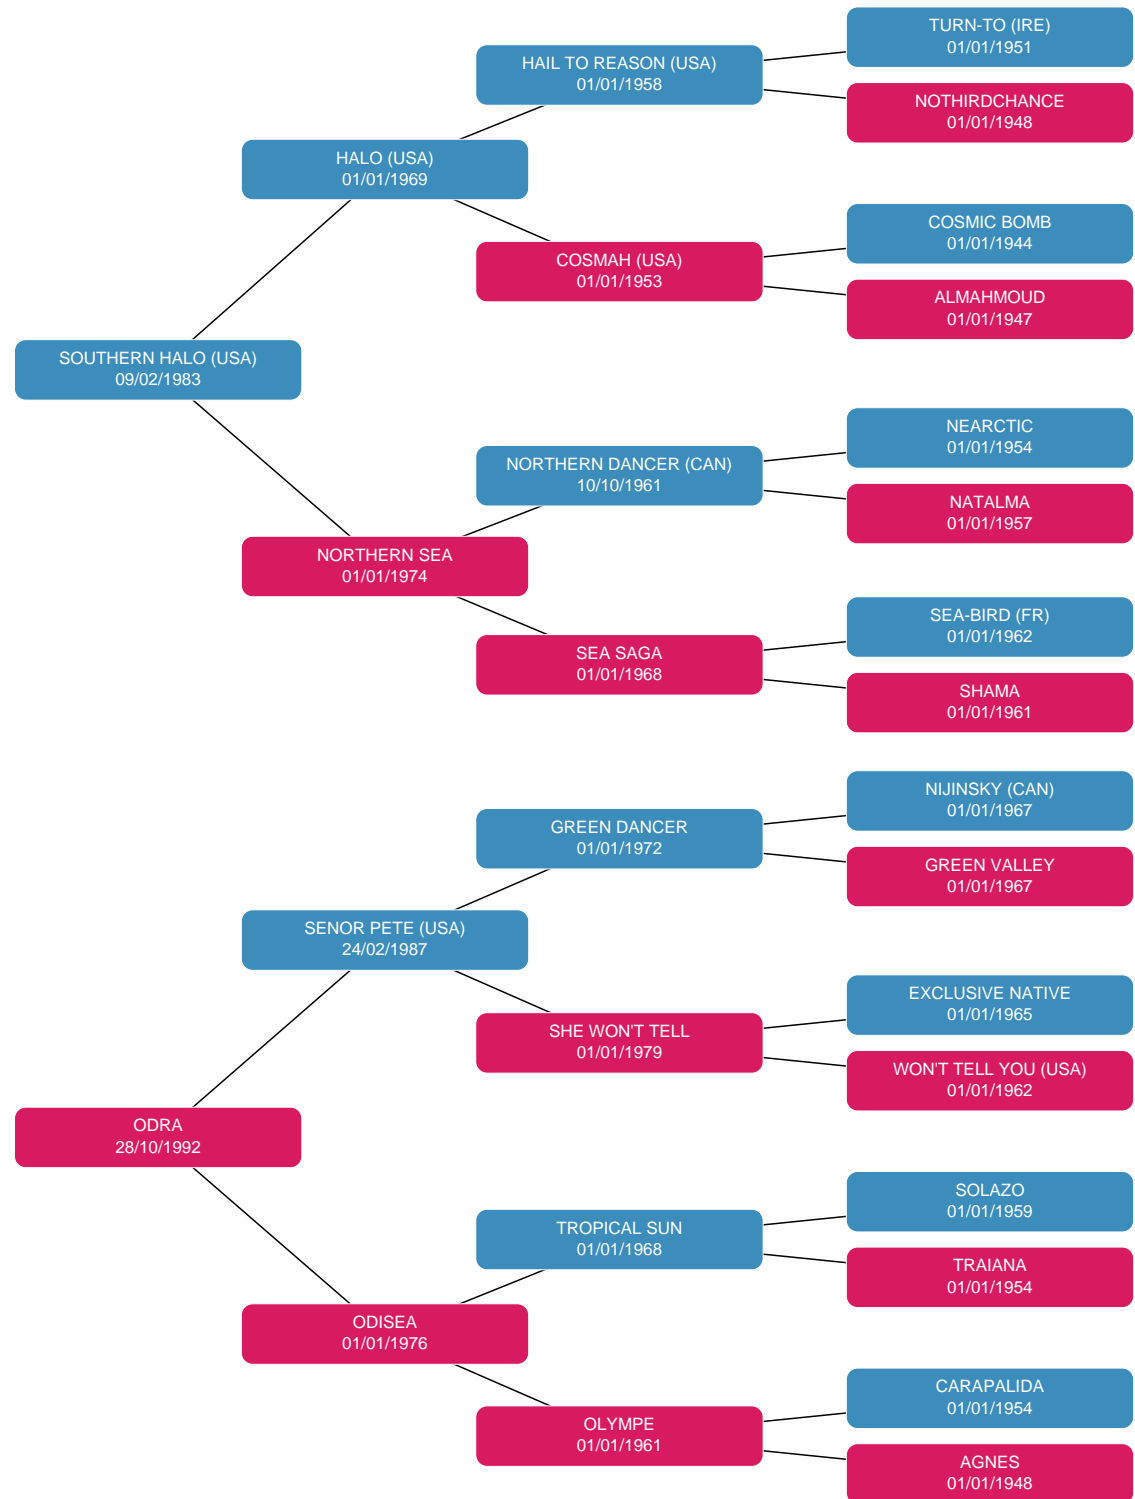 TURN-TO (IRE)
01/01/1951
HAIL TO REASON (USA)
01/01/1958
NOTHIRDCHANCE
01/01/1948
HALO (USA)
01/01/1969
COSMIC BOMB
01/01/1944
COSMAH (USA)
01/01/1953
ALMAHMOUD
01/01/1947
SOUTHERN HALO (USA)
09/02/1983
NEARCTIC
01/01/1954
NORTHERN DANCER (CAN)
10/10/1961
NATALMA
01/01/1957
NORTHERN SEA
01/01/1974
SEA-BIRD (FR)
01/01/1962
SEA SAGA
01/01/1968
SHAMA
01/01/1961
NIJINSKY (CAN)
01/01/1967
GREEN DANCER
01/01/1972
GREEN VALLEY
01/01/1967
SENOR PETE (USA)
24/02/1987
EXCLUSIVE NATIVE
01/01/1965
SHE WON'T TELL
01/01/1979
WON'T TELL YOU (USA)
01/01/1962
ODRA
28/10/1992
SOLAZO
01/01/1959
TROPICAL SUN
01/01/1968
TRAIANA
01/01/1954
ODISEA
01/01/1976
CARAPALIDA
01/01/1954
OLYMPE
01/01/1961
AGNES
01/01/1948